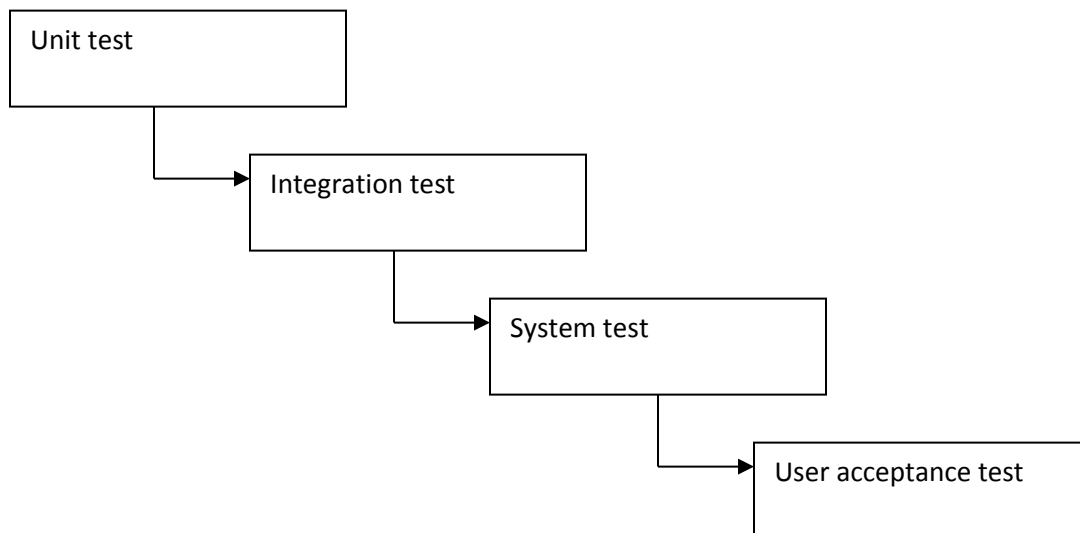 Unit test
Integration test
System test
User acceptance test